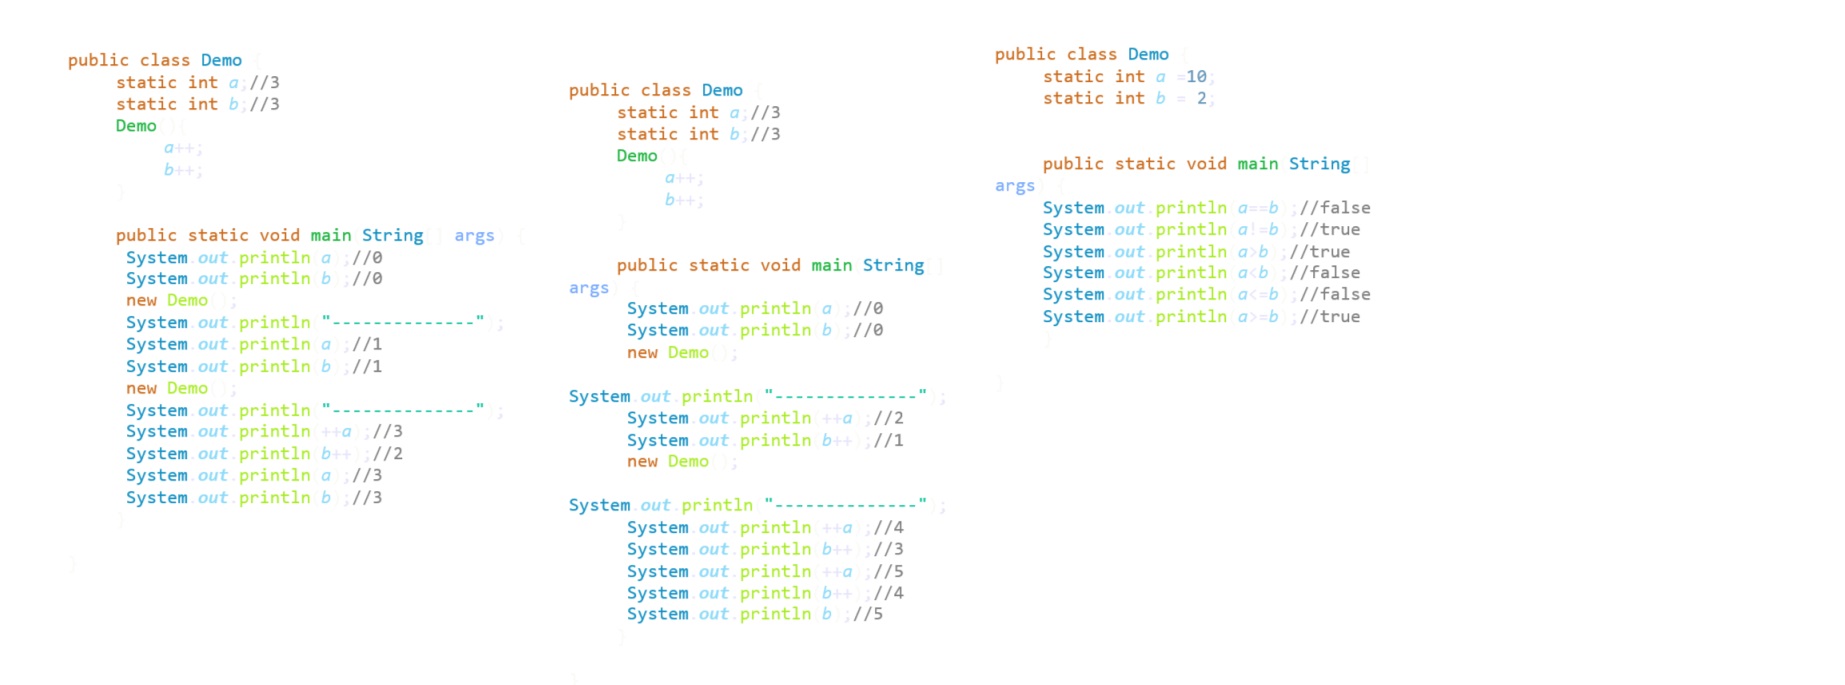 public class Demo {
static int a;//3
static int b;//3
Demo(){
a++;
b++;
}
public static void main(String[] args) {
System.out.println(a);//0
System.out.println(b);//0
new Demo();
System.out.println("--------------");
System.out.println(a);//1
System.out.println(b);//1
new Demo();
System.out.println("--------------");
System.out.println(++a);//3
System.out.println(b++);//2
System.out.println(a);//3
System.out.println(b);//3
}
}
public class Demo {
static int a;//3
static int b;//3
Demo(){
a++;
b++;
}
public static void main(String[]
args) {
System.out.println(a);//0
System.out.println(b);//0
new Demo();
System.out.println("--------------");
System.out.println(++a);//2
System.out.println(b++);//1
new Demo();
System.out.println("--------------");
System.out.println(++a);//4
System.out.println(b++);//3
System.out.println(++a);//5
System.out.println(b++);//4
System.out.println(b);//5
}
}
public class Demo {
static int a =10;
static int b = 2;
public static void main(String[]
args) {
System.out.println(a==b);//false
System.out.println(a!=b);//true
System.out.println(a>b);//true
System.out.println(a<b);//false
System.out.println(a<=b);//false
System.out.println(a>=b);//true
}
}